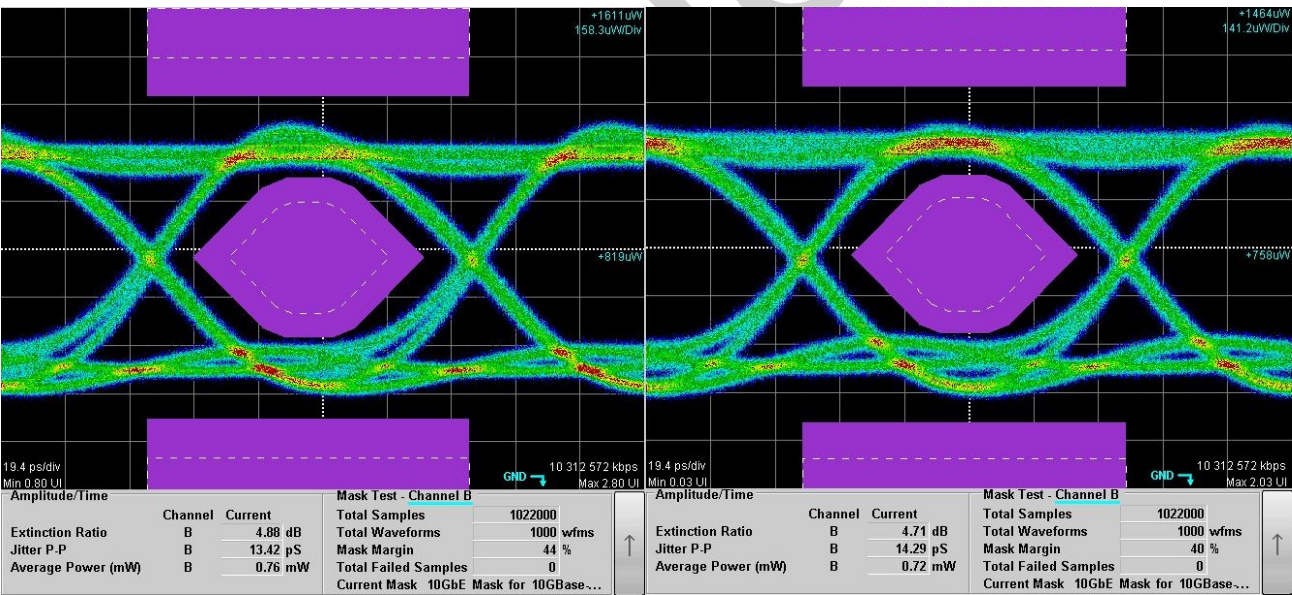 +1611uW
158.3uW/Div
+819uW
19.4 ps/div
Min 0.80 UI
GND
10 312 572 kbps
Max 2.80 UI
Amplitude/Time
Channel Current
Extinction Ratio B 4.88 dB
Jitter P-P B 13.42 pS
Average Power (mW) B 0.76 mW
Mask Test - Channel B
Total Samples 1022000
Total Waveforms 1000 wfms
Mask Margin 44 %
Total Failed Samples 0
Current Mask 10GbE Mask for 10GBase-...
+1464uW
141.2uW/Div
+758uW
19.4 ps/div
Min 0.03 UI
GND
10 312 572 kbps
Max 2.03 UI
Amplitude/Time
Channel Current
Extinction Ratio B 4.71 dB
Jitter P-P B 14.29 pS
Average Power (mW) B 0.72 mW
Mask Test - Channel B
Total Samples 1022000
Total Waveforms 1000 wfms
Mask Margin 40 %
Total Failed Samples 0
Current Mask 10GbE Mask for 10GBase-...